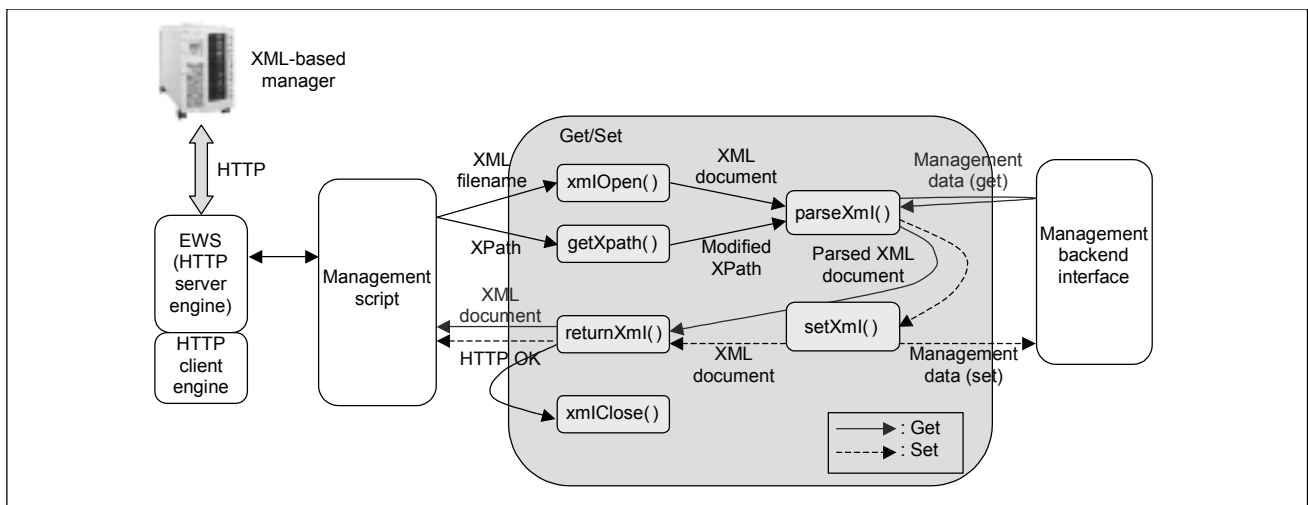 XML-based
manager
HTTP
EWS
(HTTP
server
engine)
HTTP
client
engine
Management
script
XML
filename
XPath
XML
document
HTTP OK
Get/Set
xmlOpen( )
getXpath( )
returnXml( )
xmlClose( )
XML
document
Modified
XPath
parseXml( )
Parsed XML
document
setXml( )
XML
document
Management
data (get)
Management
data (set)
Management
backend
interface
: Get
: Set